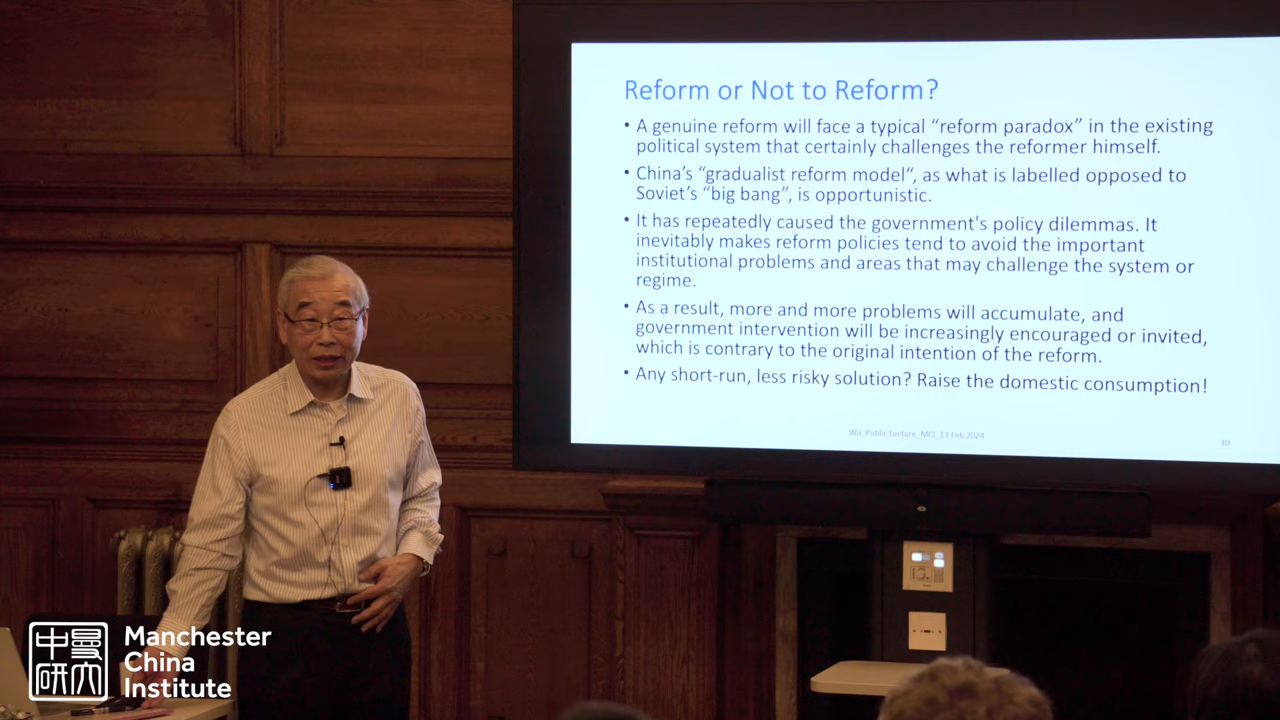 Reform or Not to Reform?
• A genuine reform will face a typical “reform paradox” in the existing
political system that certainly challenges the reformer himself.
• China’s “gradualist reform model“, as what is labelled opposed to
Soviet’s “big bang”, is opportunistic.
• It has repeatedly caused the government's policy dilemmas. It
inevitably makes reform policies tend to avoid the important
institutional problems and areas that may challenge the system or
regime.
• As a result, more and more problems will accumulate, and
government intervention will be increasingly encouraged or invited,
which is contrary to the original intention of the reform.
• Any short-run, less risky solution? Raise the domestic consumption!
Wu_Public Lecture_MCI_13 Feb 2024
30
中曼
研大
Manchester
China
Institute